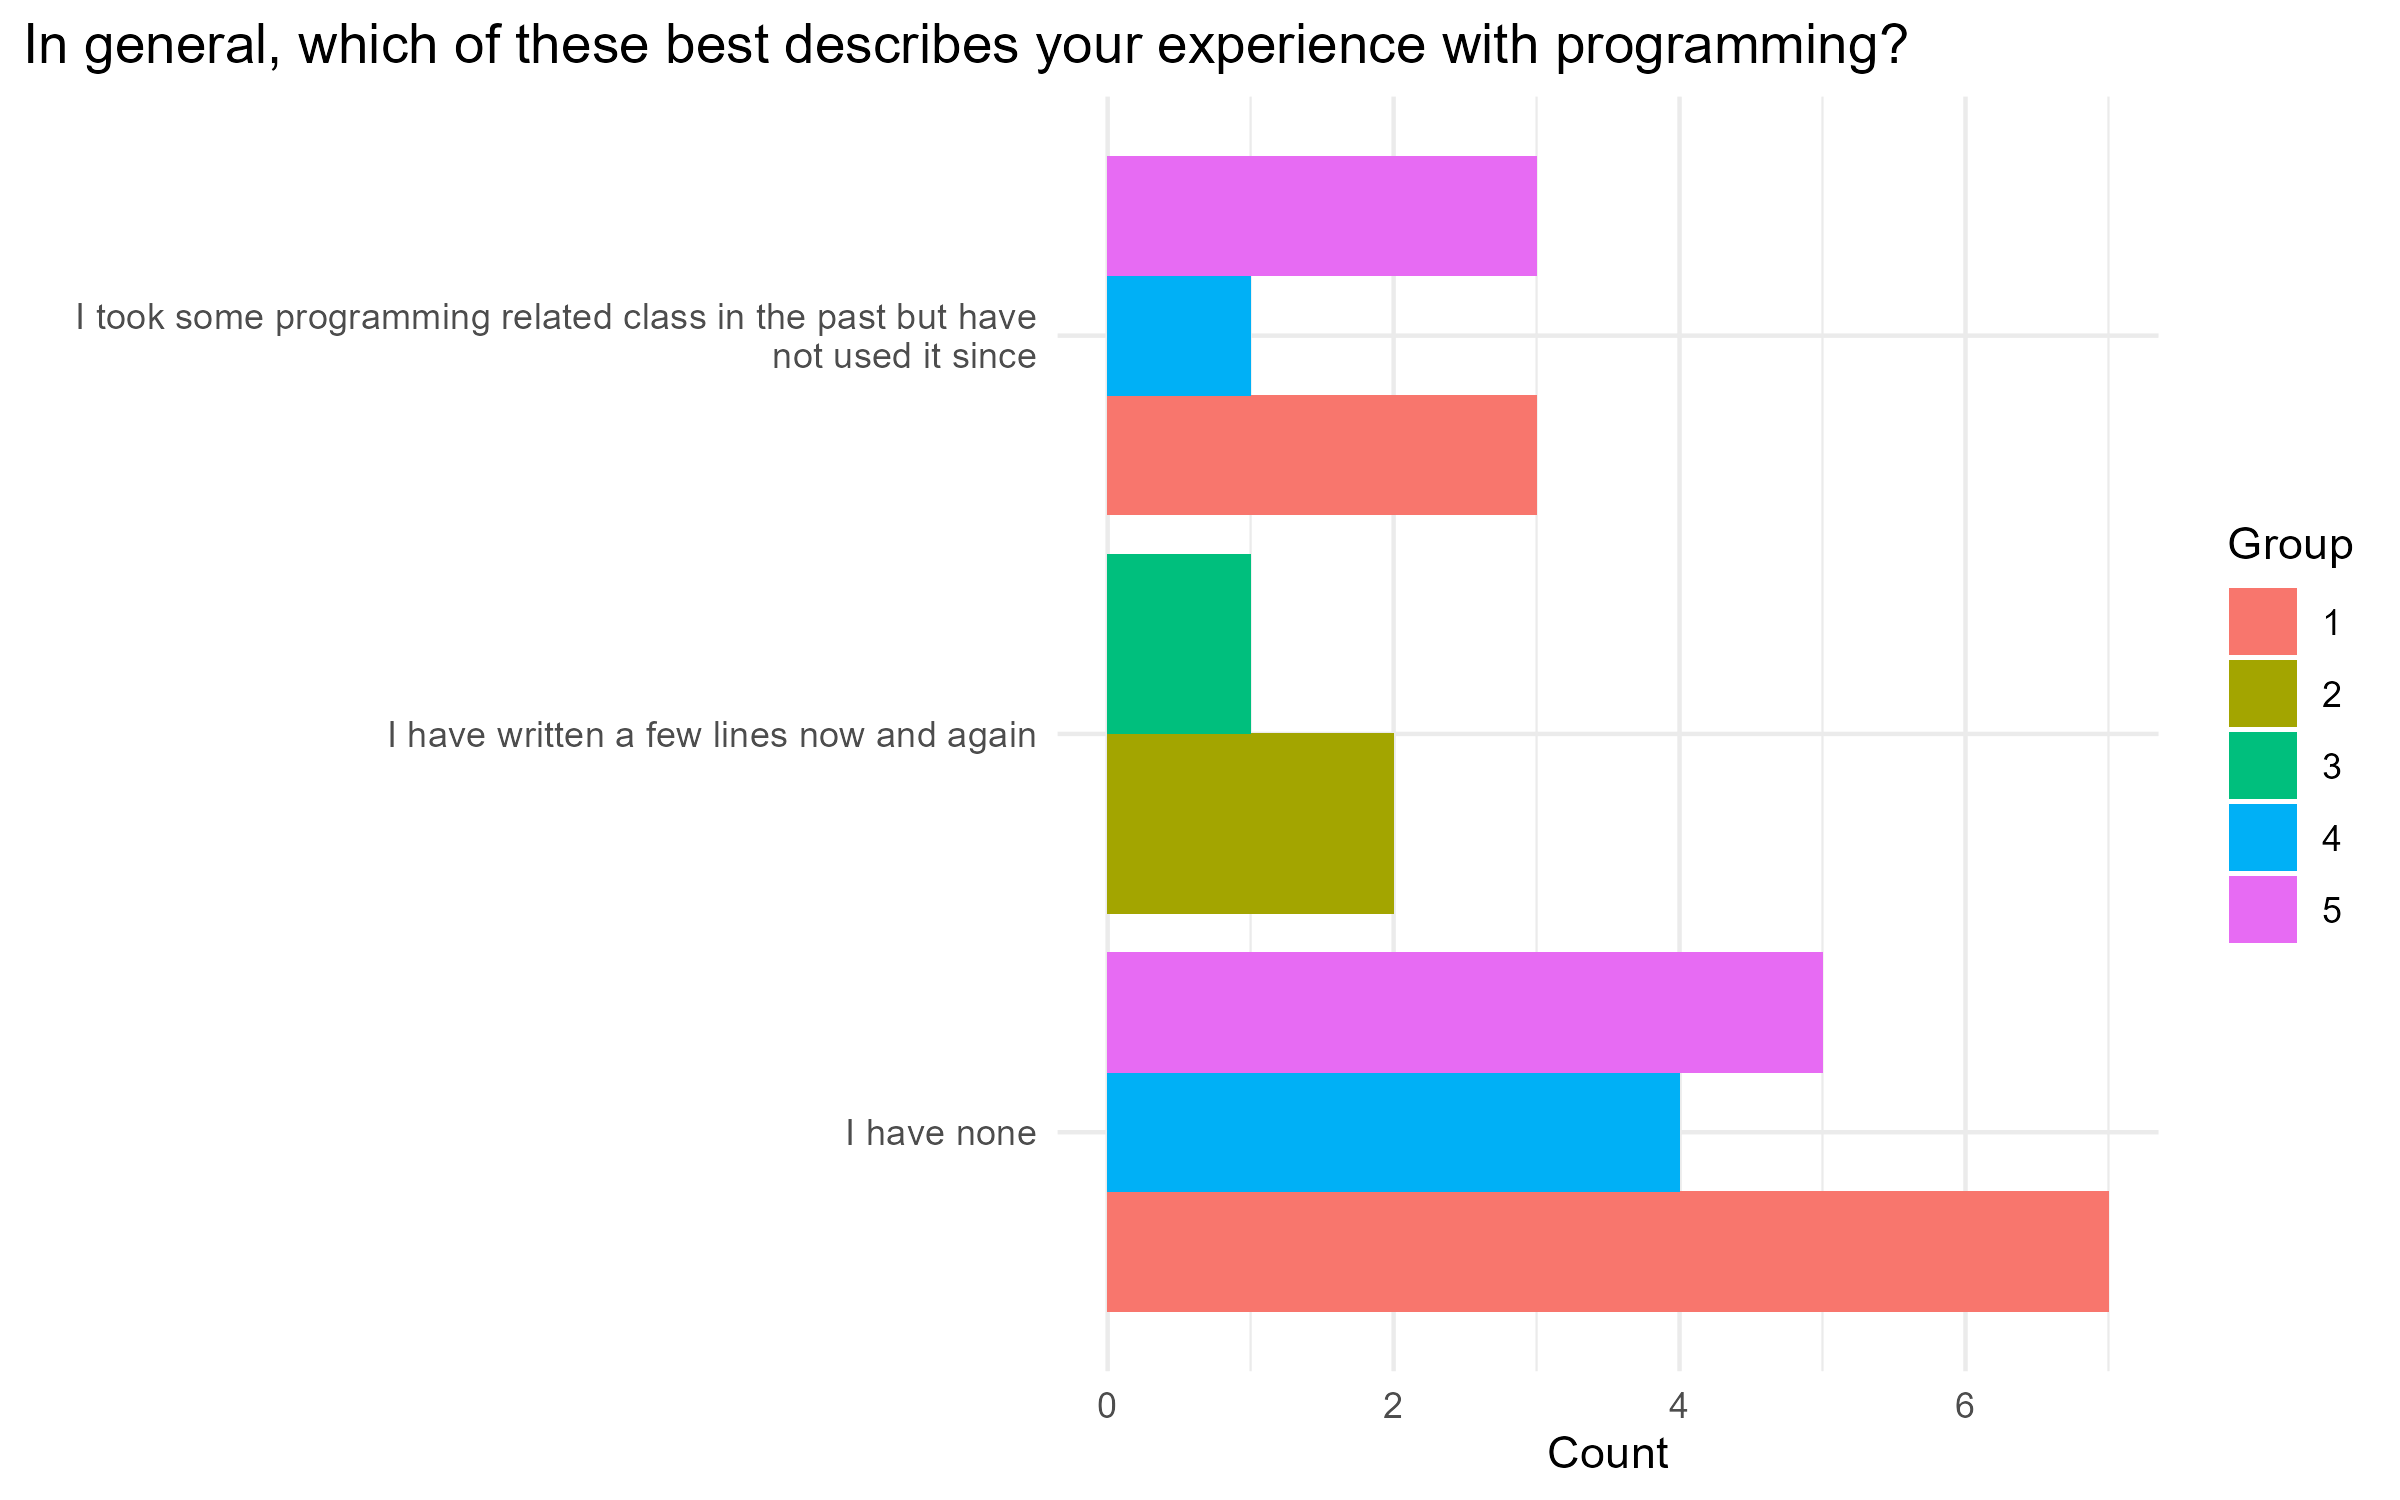 In general, which of these best describes your experience with programming?
I took some programming related class in the past but have
not used it since
I have written a few lines now and again
I have none
0 2 4 6
Count
Group
1
2
3
4
5